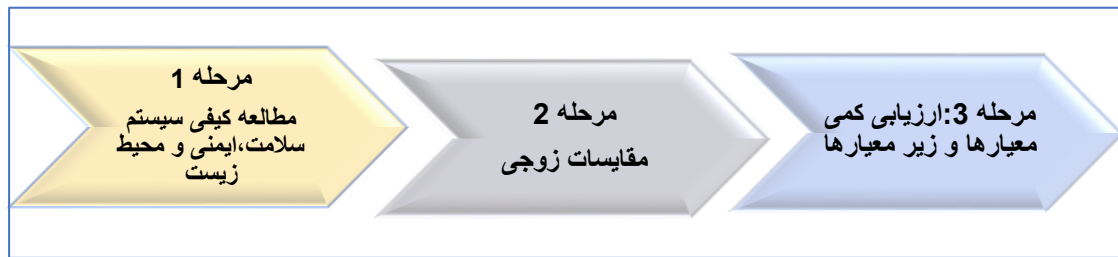 مرحله 1
مطالعه کیفی سیستم
سلامت،ایمنی و محیط
زیست
مرحله 2
مقایسات زوجی
مرحله 3:ارزیابی کمی
معیارها و زیر معیارها